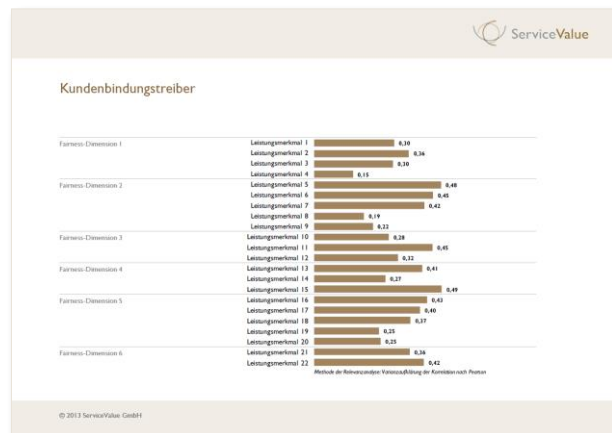 ServiceValue
Kundenbindungstreiber
Fairness-Dimension 1
Leistungsmerkmal 1 0,30
Leistungsmerkmal 2 0,36
Leistungsmerkmal 3 0,30
Leistungsmerkmal 4 0,15
Fairness-Dimension 2
Leistungsmerkmal 5 0,48
Leistungsmerkmal 6 0,45
Leistungsmerkmal 7 0,42
Leistungsmerkmal 8 0,19
Leistungsmerkmal 9 0,22
Fairness-Dimension 3
Leistungsmerkmal 10 0,28
Leistungsmerkmal 11 0,45
Leistungsmerkmal 12 0,32
Fairness-Dimension 4
Leistungsmerkmal 13 0,41
Leistungsmerkmal 14 0,27
Leistungsmerkmal 15 0,49
Fairness-Dimension 5
Leistungsmerkmal 16 0,43
Leistungsmerkmal 17 0,40
Leistungsmerkmal 18 0,37
Leistungsmerkmal 19 0,25
Leistungsmerkmal 20 0,25
Fairness-Dimension 6
Leistungsmerkmal 21 0,36
Leistungsmerkmal 22 0,42
Methode der Relevanzanalyse: Varianzaufklärung der Korrelation nach Pearson
© 2013 ServiceValue GmbH